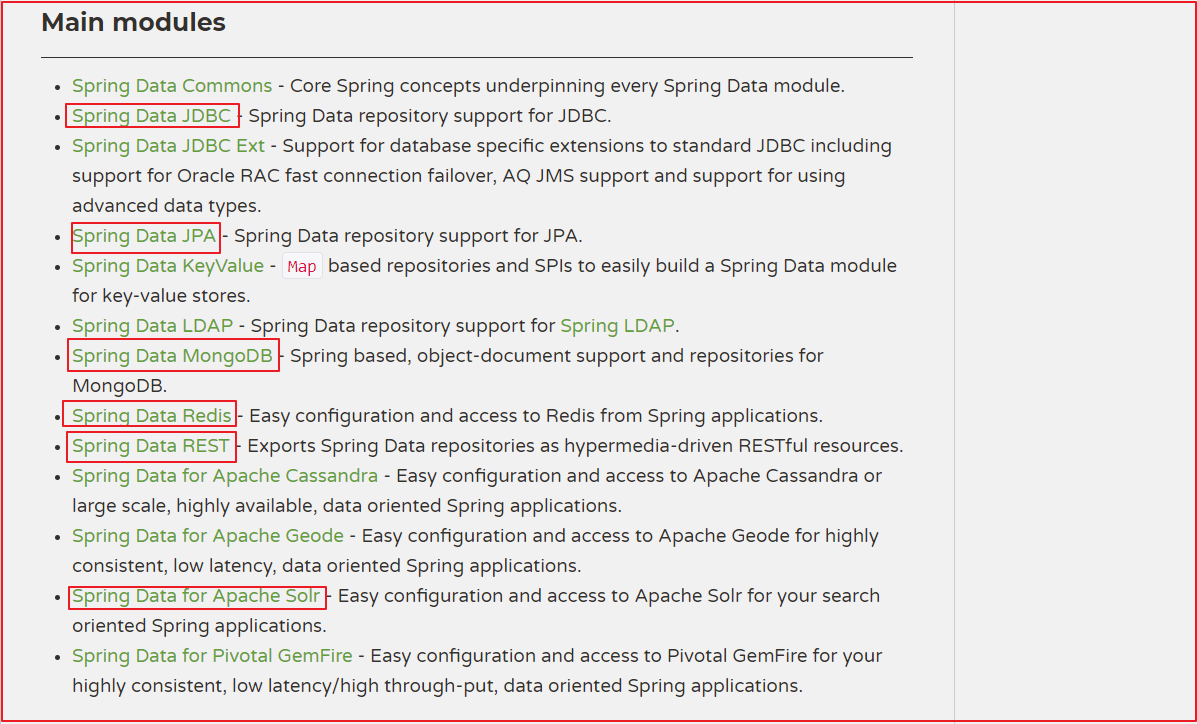 Main modules
Spring Data Commons - Core Spring concepts underpinning every Spring Data module.
Spring Data JDBC - Spring Data repository support for JDBC.
Spring Data JDBC Ext - Support for database specific extensions to standard JDBC including
support for Oracle RAC fast connection failover, AQ JMS support and support for using
advanced data types.
Spring Data JPA - Spring Data repository support for JPA.
Spring Data KeyValue - Map based repositories and SPIs to easily build a Spring Data module
for key-value stores.
Spring Data LDAP - Spring Data repository support for Spring LDAP.
Spring Data MongoDB - Spring based, object-document support and repositories for
MongoDB.
Spring Data Redis - Easy configuration and access to Redis from Spring applications.
Spring Data REST - Exports Spring Data repositories as hypermedia-driven RESTful resources.
Spring Data for Apache Cassandra - Easy configuration and access to Apache Cassandra or
large scale, highly available, data oriented Spring applications.
Spring Data for Apache Geode - Easy configuration and access to Apache Geode for highly
consistent, low latency, data oriented Spring applications.
Spring Data for Apache Solr - Easy configuration and access to Apache Solr for your search
oriented Spring applications.
Spring Data for Pivotal GemFire - Easy configuration and access to Pivotal GemFire for your
highly consistent, low latency/high through-put, data oriented Spring applications.